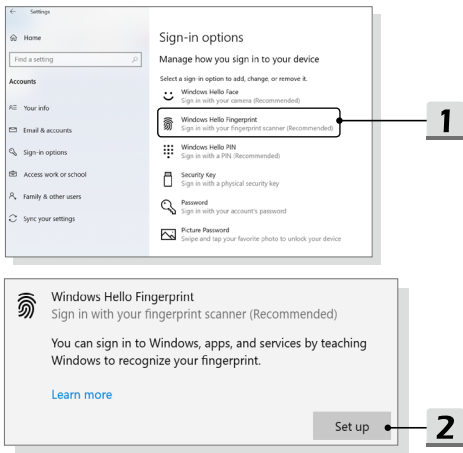 Settings
Home
Find a setting
Accounts
Your info
Email & accounts
Sign-in options
Access work or school
Family & other users
Sync your settings
Sign-in options
Manage how you sign in to your device
Select a sign-in option to add, change, or remove it.
Windows Hello Face
Sign in with your camera (Recommended)
Windows Hello Fingerprint
Sign in with your fingerprint scanner (Recommended)
1
Windows Hello PIN
Sign in with a PIN (Recommended)
Security Key
Sign in with a physical security key
Password
Sign in with your account's password
Picture Password
Swipe and tap your favorite photo to unlock your device
Windows Hello Fingerprint
Sign in with your fingerprint scanner (Recommended)
You can sign in to Windows, apps, and services by teaching
Windows to recognize your fingerprint.
Learn more
Set up
2